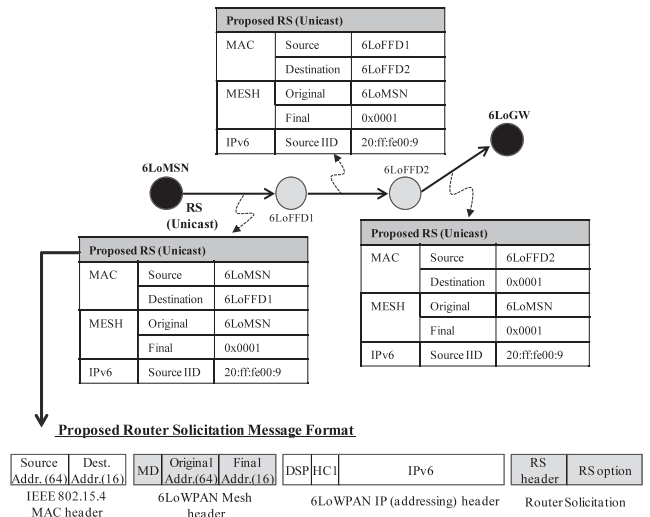 Proposed RS (Unicast)
MAC Source 6LoFFD1
Destination 6LoFFD2
MESH Original 6LoMSN
Final 0x0001
IPv6 Source IID 20:ff:fe00:9
6LoGW
6LoMSN
6LoFFD2
RS
(Unicast)
6LoFFD1
Proposed RS (Unicast)
MAC Source 6LoMSN
Destination 6LoFFD1
MESH Original 6LoMSN
Final 0x0001
IPv6 Source IID 20:ff:fe00:9
Proposed RS (Unicast)
MAC Source 6LoFFD2
Destination 0x0001
MESH Original 6LoMSN
Final 0x0001
IPv6 Source IID 20:ff:fe00:9
Proposed Router Solicitation Message Format
Source Addr. (64) Dest. Addr.(16)
IEEE 802.15.4
MAC header
MD Original Addr.(64) Final Addr.(16)
6LoWPAN Mesh
header
DSP HC1 IPv6
6LoWPAN IP (addressing) header
RS header RS option
Router Solicitation